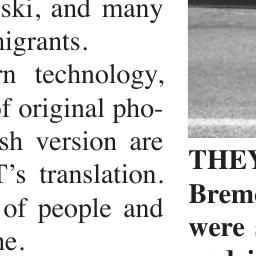 ski, and many
migrants.
rn technology,
of original pho-
sh version are
T's translation.
of people and
ne.
THEY
Breme
were